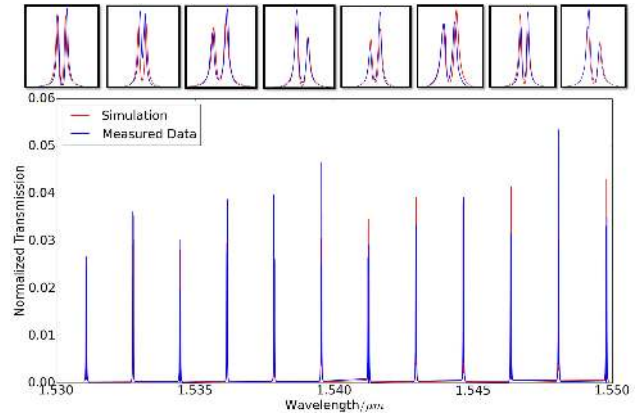 0.06
Simulation
Measured Data
0.05
0.04
0.03
0.02
0.01
0.00
Normalized Transmission
1.530 1.535 1.540 1.545 1.550
Wavelength/μm